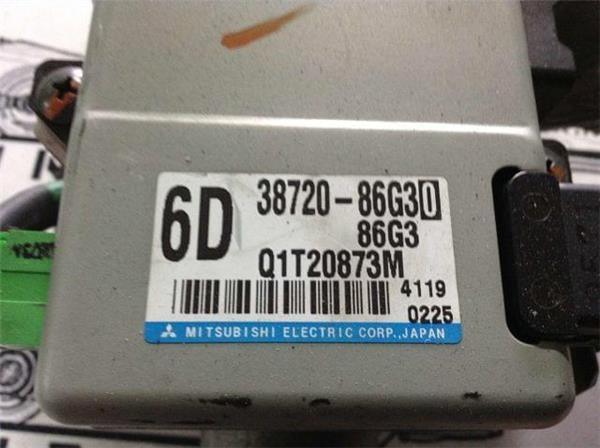 6D
38720-86G30
86G3
Q1T20873M
4119
0225
MITSUBISHI ELECTRIC CORP.,JAPAN